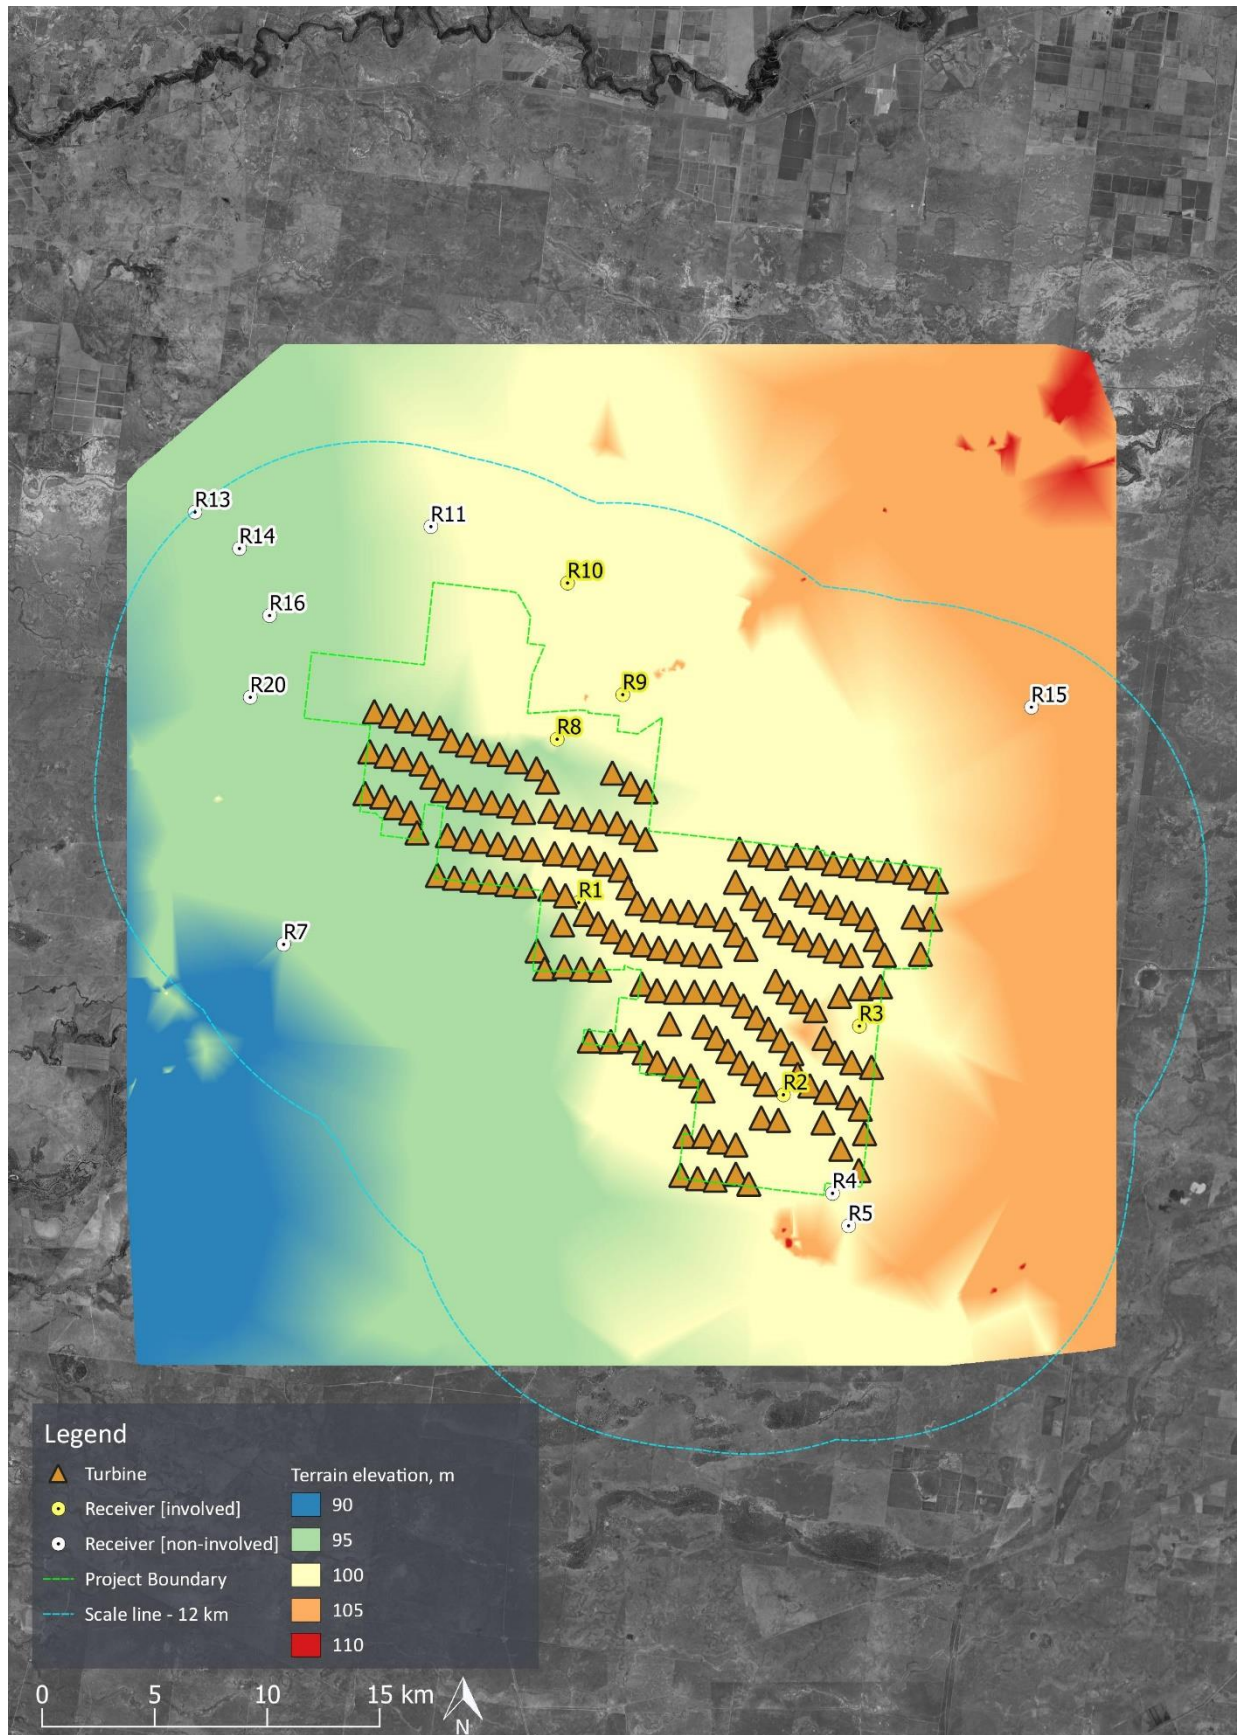 R13
R11
R14
R10
R16
R20
R9
R15
R8
R1
R7
R3
R2
R4
R5
Legend
Turbine
Receiver [involved]
Receiver [non-involved]
Project Boundary
Scale line - 12 km
Terrain elevation, m
90
95
100
105
110
0 5 10 15 km
N